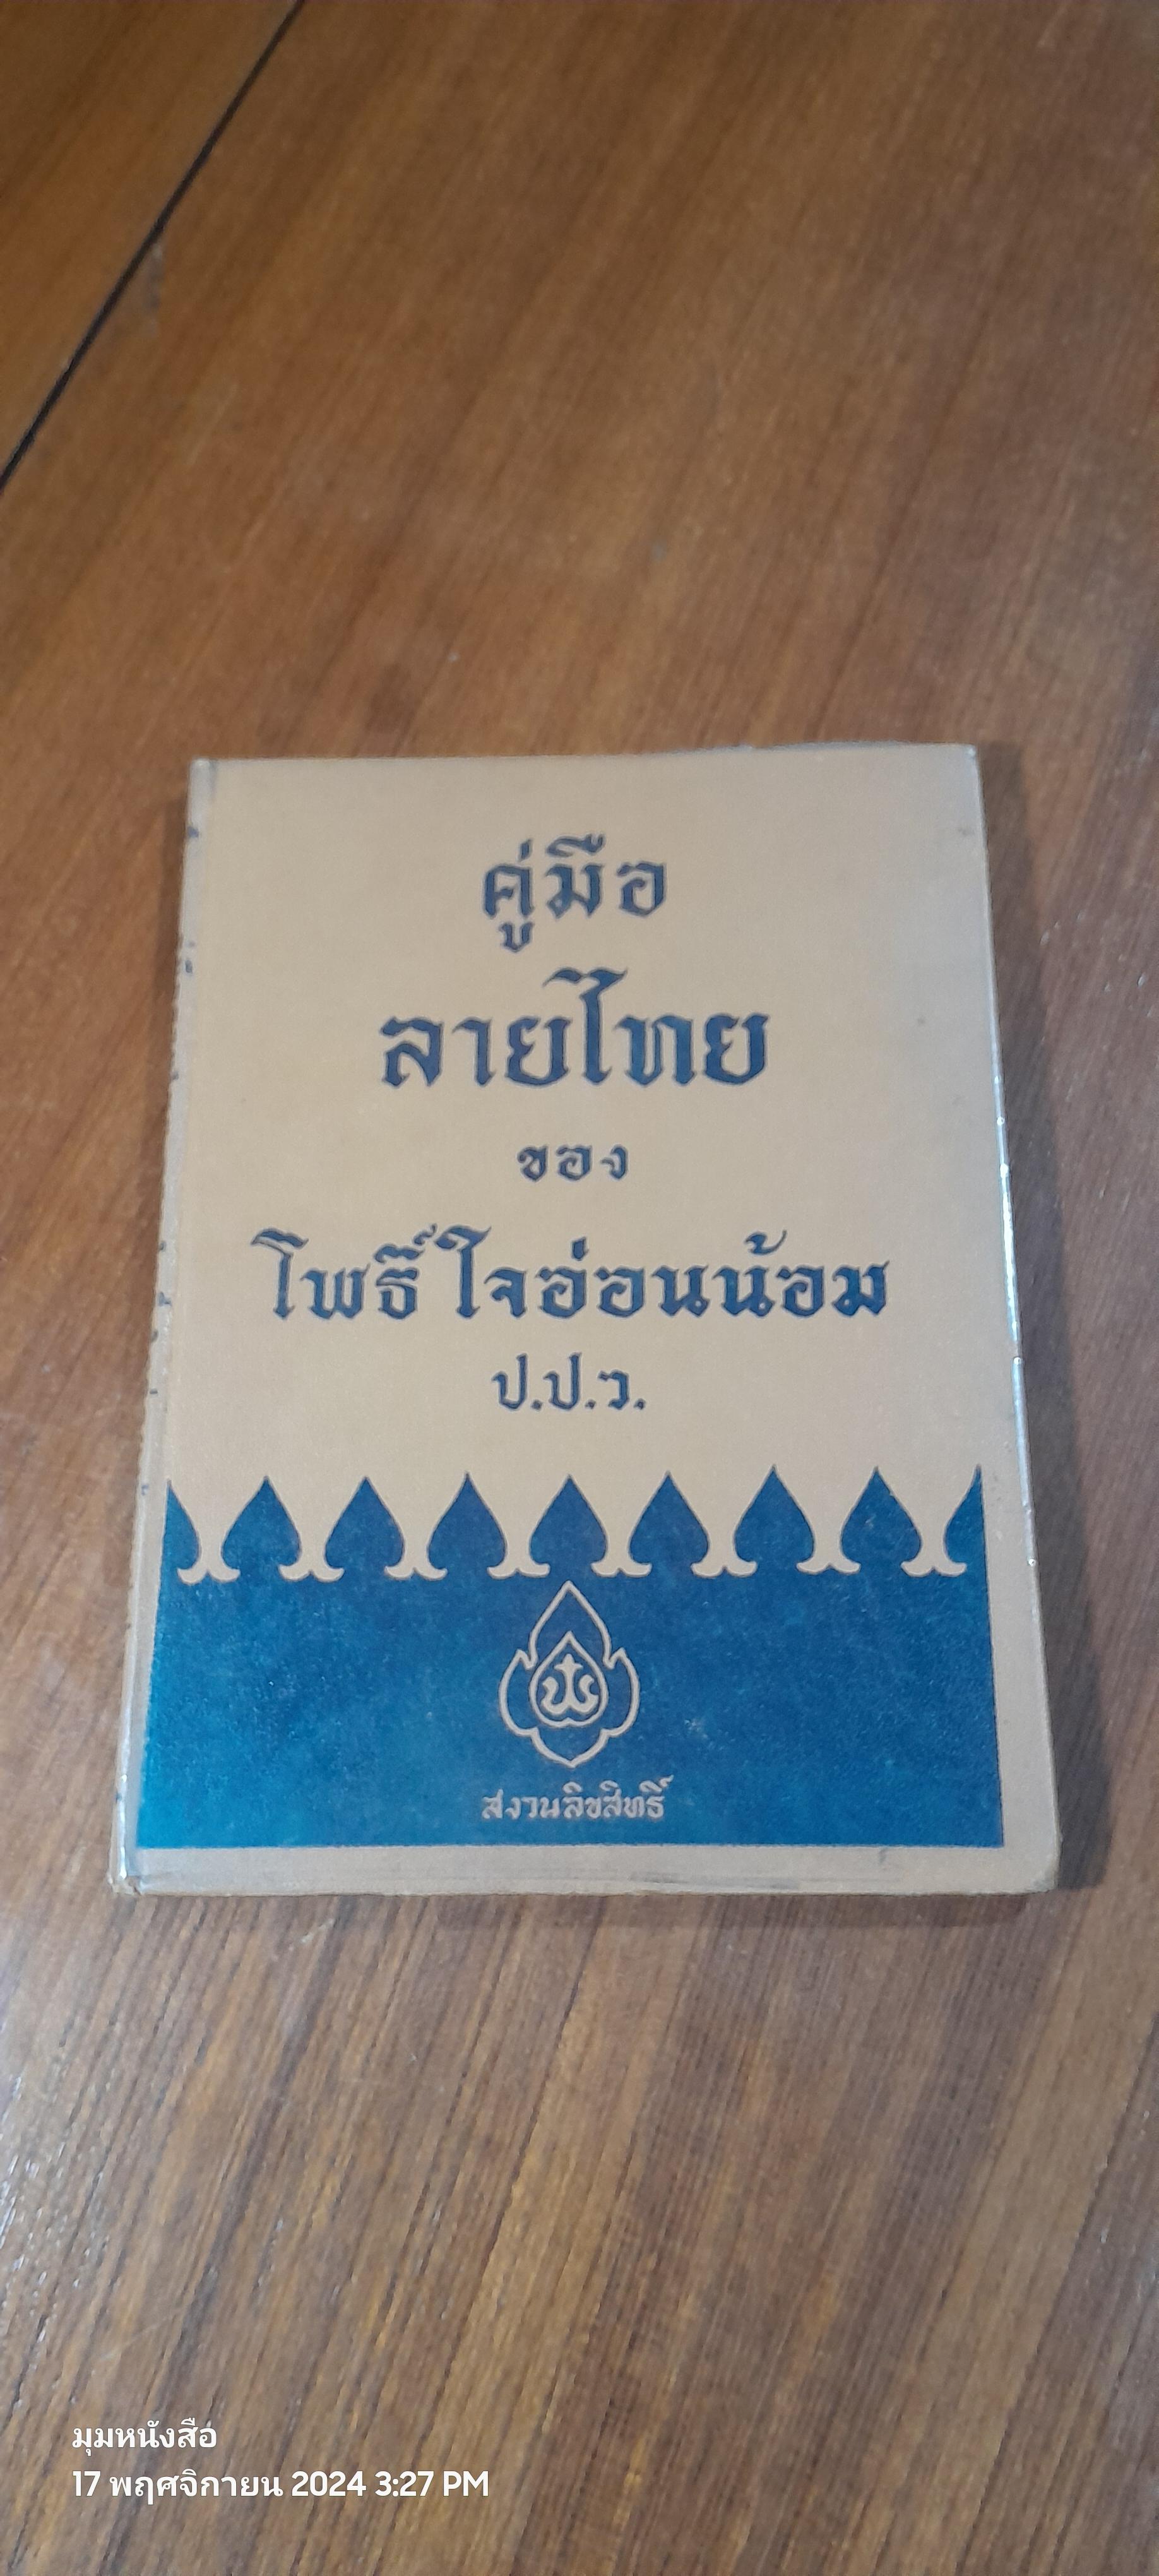 คู่มือ
ลายไทย
ของ
โพธิ์ ใจอ่อนน้อม
ป.ป.ว.
สงวนลิขสิทธิ์
มุมหนังสือ
17 พฤศจิกายน 2024 3:27 PM